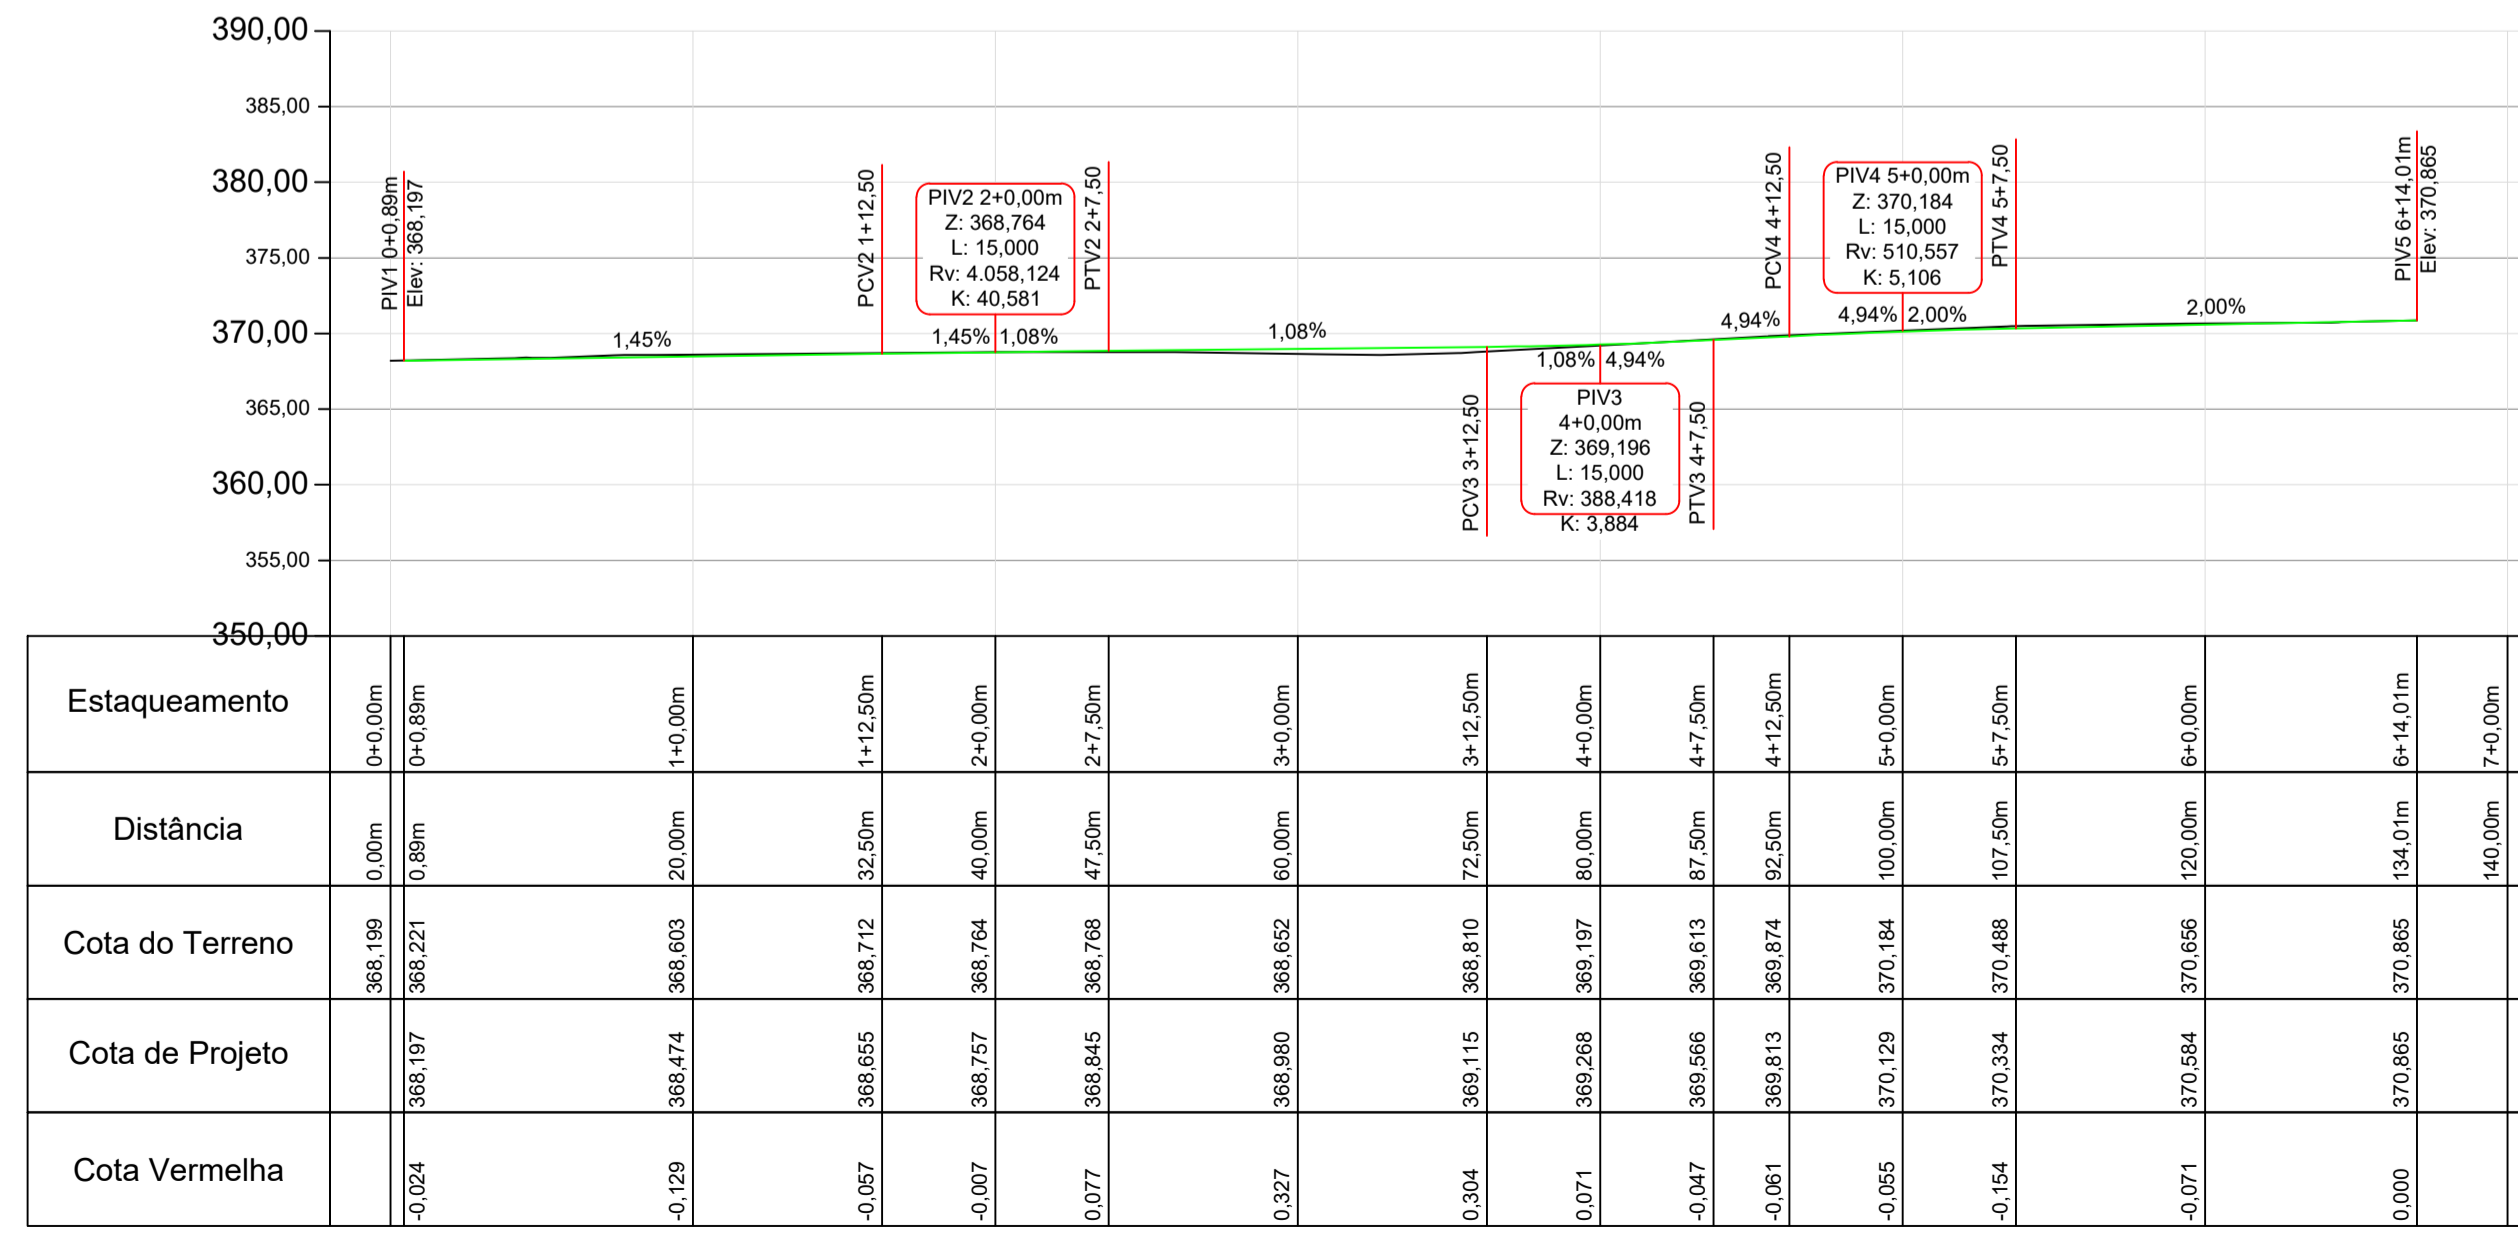 390,00
385,00
380,00
375,00
370,00
365,00
360,00
355,00
350,00
PIV1 0+0,89m
Elev: 368,197
1,45%
PCV2 1+12,50
PIV2 2+0,00m
Z: 368,764
L: 15,000
Rv: 4.058,124
K: 40,581
1,45%
1,08%
PTV2 2+7,50
1,08%
PCV3 3+12,50
1,08%
4,94%
PIV3
4+0,00m
Z: 369,196
L: 15,000
Rv: 388,418
K: 3,884
PTV3 4+7,50
4,94%
PCV4 4+12,50
PIV4 5+0,00m
Z: 370,184
L: 15,000
Rv: 510,557
K: 5,106
4,94%
2,00%
PTV4 5+7,50
2,00%
PIV5 6+14,01m
Elev: 370,865
Estaqueamento
0+0,00m
0+0,89m
1+0,00m
1+12,50m
2+0,00m
2+7,50m
3+0,00m
3+12,50m
4+0,00m
4+7,50m
4+12,50m
5+0,00m
5+7,50m
6+0,00m
6+14,01m
7+0,00m
Distância
0,00m
0,89m
20,00m
32,50m
40,00m
47,50m
60,00m
72,50m
80,00m
87,50m
92,50m
100,00m
107,50m
120,00m
134,01m
140,00m
Cota do Terreno
368,199
368,221
368,603
368,712
368,764
368,768
368,652
368,810
369,197
369,613
369,874
370,184
370,488
370,656
370,865
Cota de Projeto
368,197
368,474
368,655
368,757
368,845
368,980
369,115
369,268
369,566
369,813
370,129
370,334
370,584
370,865
Cota Vermelha
-0,024
-0,129
-0,057
-0,007
0,077
0,327
0,304
0,071
-0,047
-0,061
-0,055
-0,154
-0,071
0,000